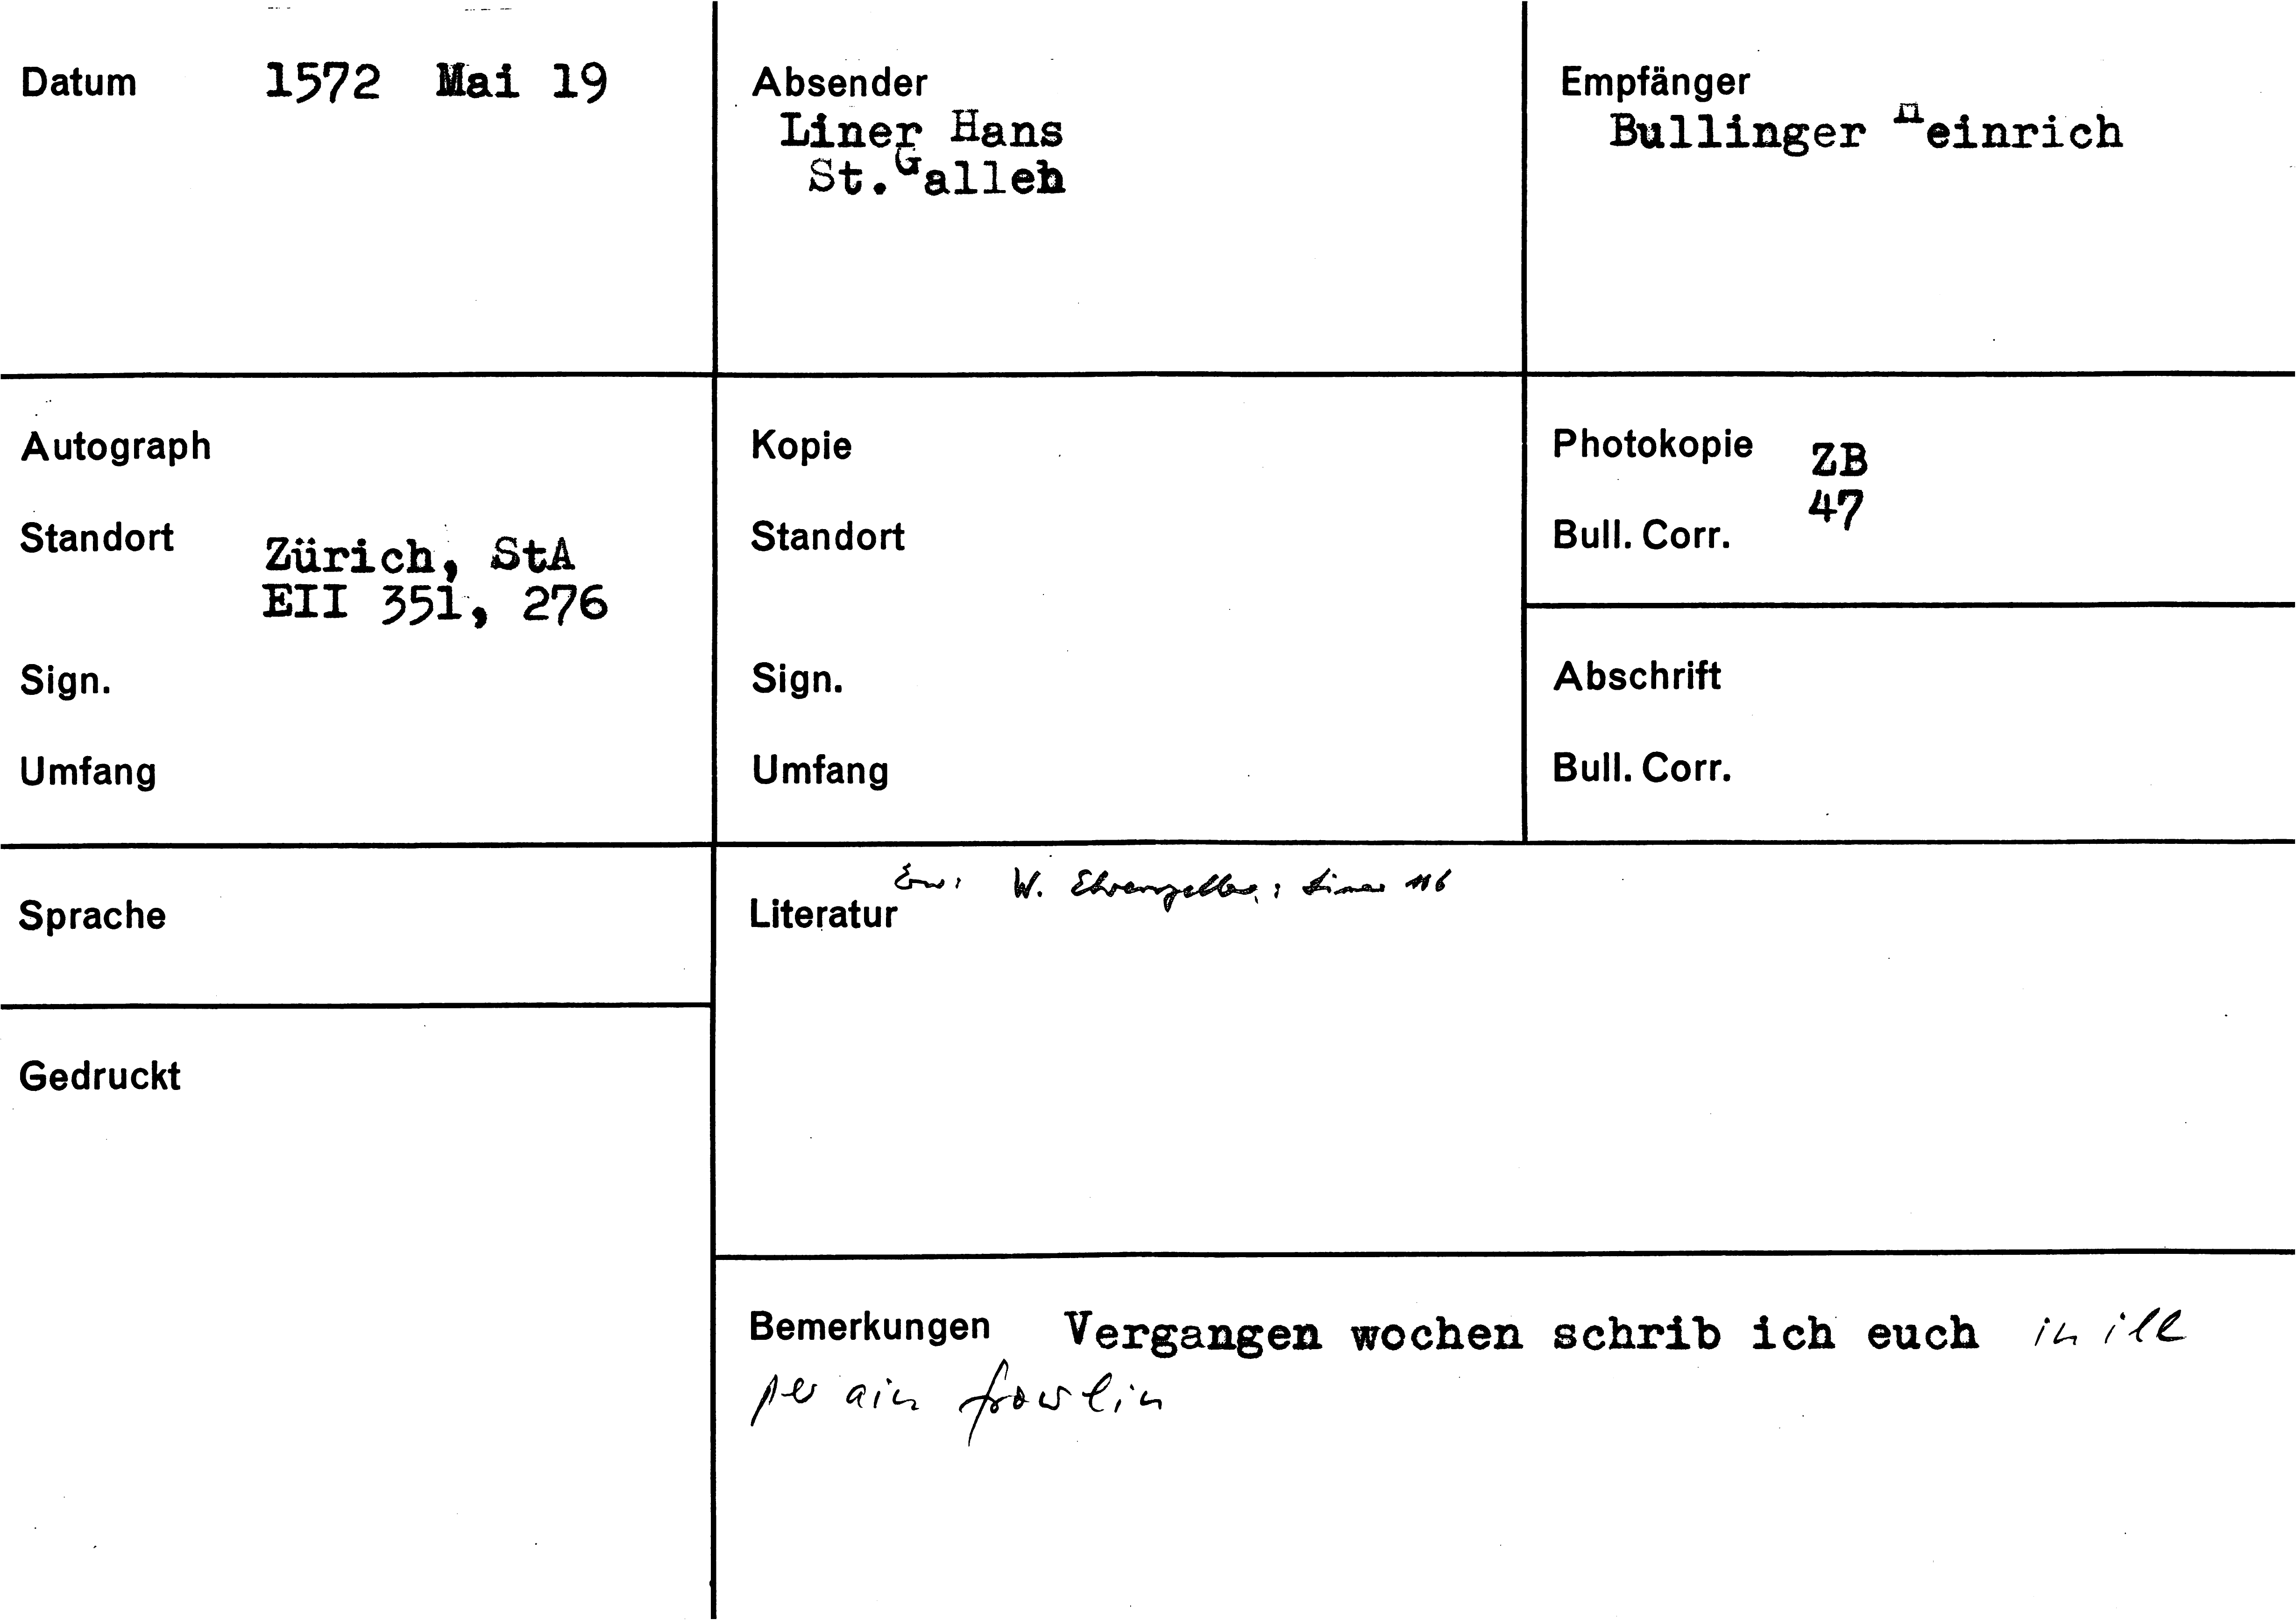 Datum 1572 Mai 19
Absender
Liner Hans
St. Gallen
Empfänger
Bullinger Heinrich
Autograph
Standort Zürich, StA
EII 351, 276
Sign.
Umfang
Kopie
Standort
Sign.
Umfang
Photokopie ZB
Bull. Corr. 47
Abschrift
Bull. Corr.
Sprache
Gedruckt
Literatur Erw: W. Ehrenzeller: Liner 116
Bemerkungen Vergangen wochen schrib ich euch in ill
per ain frowlin